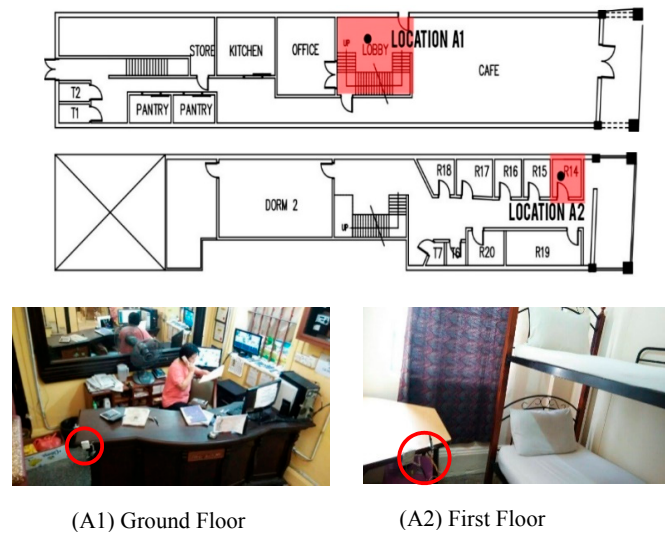 LOCATION A1
UP
LOBBY
STORE
KITCHEN
OFFICE
CAFE
T2
T1
PANTRY
PANTRY
R18
R17
R16
R15
R14
DORM 2
LOCATION A2
UP
T7
T6
R20
R19
(A1) Ground Floor
(A2) First Floor